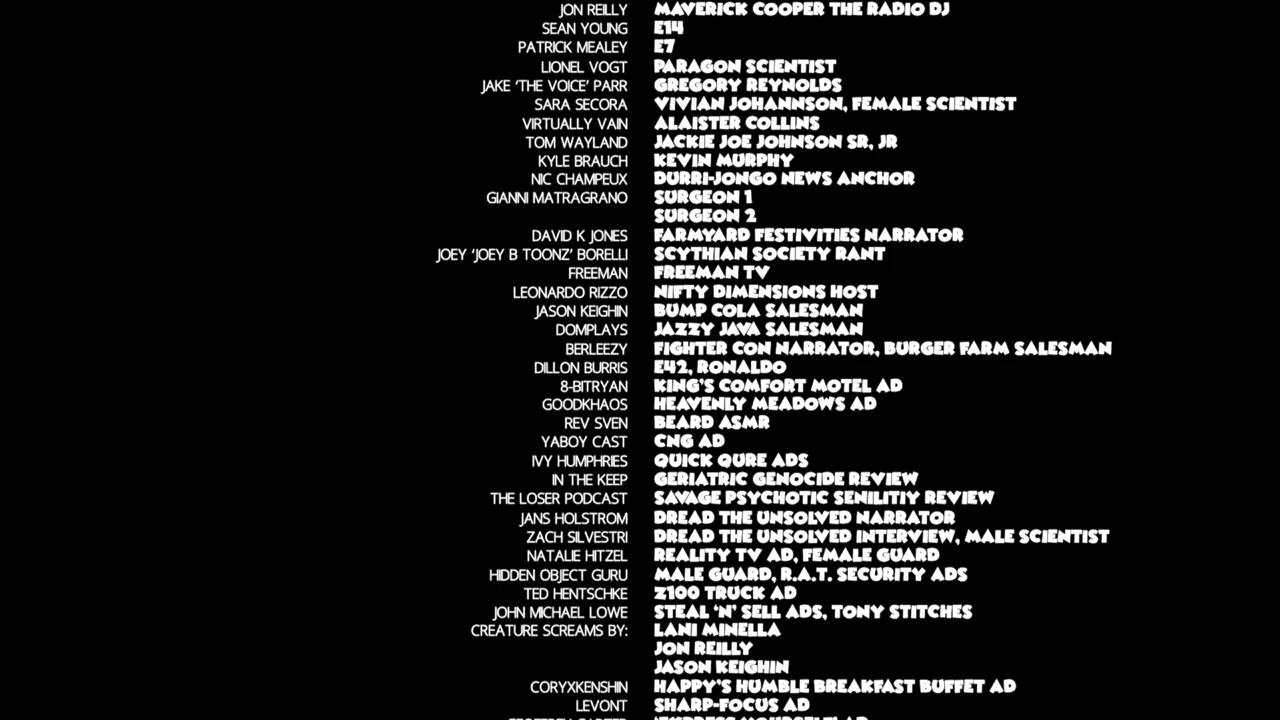 JON REILLY MAVERICK COOPER THE RADIO DJ
SEAN YOUNG E14
PATRICK MEALEY E7
LIONEL VOGT PARAGON SCIENTIST
JAKE ‘THE VOICE’ PARR GREGORY REYNOLDS
SARA SECORA VIVIAN JOHANNSON, FEMALE SCIENTIST
VIRTUALLY VAIN ALAISTER COLLINS
TOM WAYLAND JACKIE JOE JOHNSON SR, JR
KYLE BRAUCH KEVIN MURPHY
NIC CHAMPEUX DURRI-JONGO NEWS ANCHOR
GIANNI MATRAGRANO SURGEON 1
SURGEON 2
DAVID K JONES FARMYARD FESTIVITIES NARRATOR
JOEY ‘JOEY B TOONZ’ BORELLI SCYTHIAN SOCIETY RANT
FREEMAN FREEMAN TV
LEONARDO RIZZO NIFTY DIMENSIONS HOST
JASON KEIGHIN BUMP COLA SALESMAN
DOMPLAYS JAZZY JAVA SALESMAN
BERLEEZY FIGHTER CON NARRATOR, BURGER FARM SALESMAN
DILLON BURRIS E42, RONALDO
8-BITRYAN KING’S COMFORT MOTEL AD
GOODKHAOS HEAVENLY MEADOWS AD
REV SVEN BEARD ASMR
YABOY CAST CNG AD
IVY HUMPHRIES QUICK QURE ADS
IN THE KEEP GERIATRIC GENOCIDE REVIEW
THE LOSER PODCAST SAVAGE PSYCHOTIC SENILITIY REVIEW
JANS HOLSTROM DREAD THE UNSOLVED NARRATOR
ZACH SILVESTRI DREAD THE UNSOLVED INTERVIEW, MALE SCIENTIST
NATALIE HITZEL REALITY TV AD, FEMALE GUARD
HIDDEN OBJECT GURU MALE GUARD, R.A.T. SECURITY ADS
TED HENTSCHKE Z100 TRUCK AD
JOHN MICHAEL LOWE STEAL ‘N’ SELL ADS, TONY STITCHES
CREATURE SCREAMS BY: LANI MINELLA
JON REILLY
JASON KEIGHIN
CORYXKENSHIN HAPPY’S HUMBLE BREAKFAST BUFFET AD
LEVONT SHARP-FOCUS AD